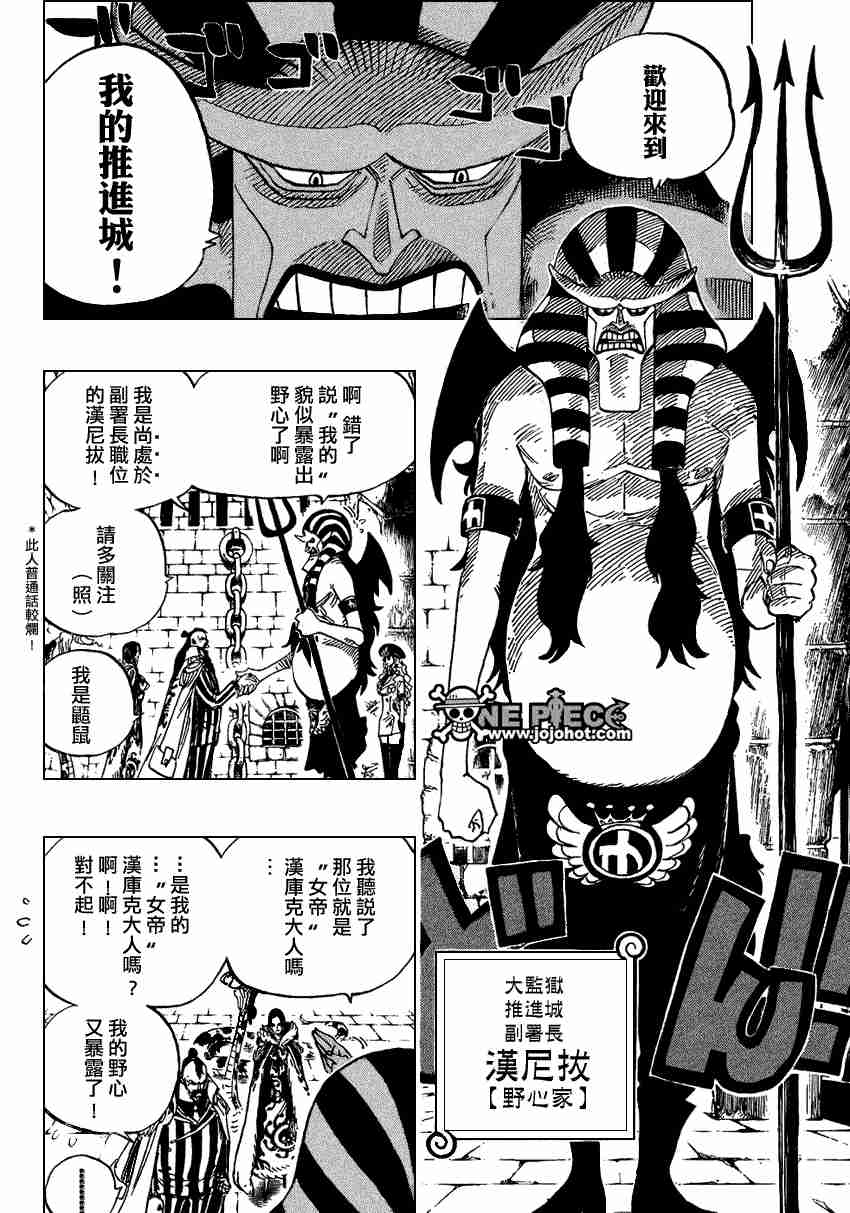 歡迎來到
我的推進城！
ゴゴゴ
ゴゴゴ
啊 錯了
說〝我的〞
貌似暴露出
野心了啊
我是尚處於
副署長職位
的漢尼拔！
請多關注
（照）
我是鼯鼠
*此人普通話較爛！
ONE PIECE
www.jojohot.com
我聽說了
那位就是
〝女帝〞
漢庫克大人嗎
…
…是我的
…〝女帝〞
漢庫克大人嗎？
啊！啊！
對不起！
我的野心
又暴露了！
大監獄
推進城
副署長
漢尼拔
【野心家】